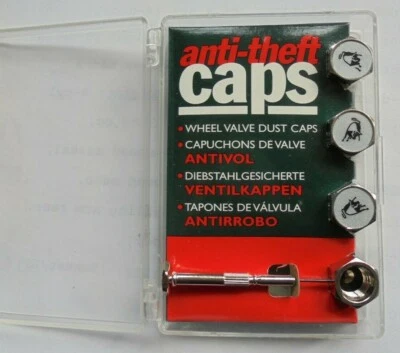 anti-theft
caps
• WHEEL VALVE DUST CAPS
• CAPUCHONS DE VALVE
ANTIVOL
• DIEBSTAHLGESICHERTE
VENTILKAPPEN
• TAPONES DE VÁLVULA
ANTIRROBO